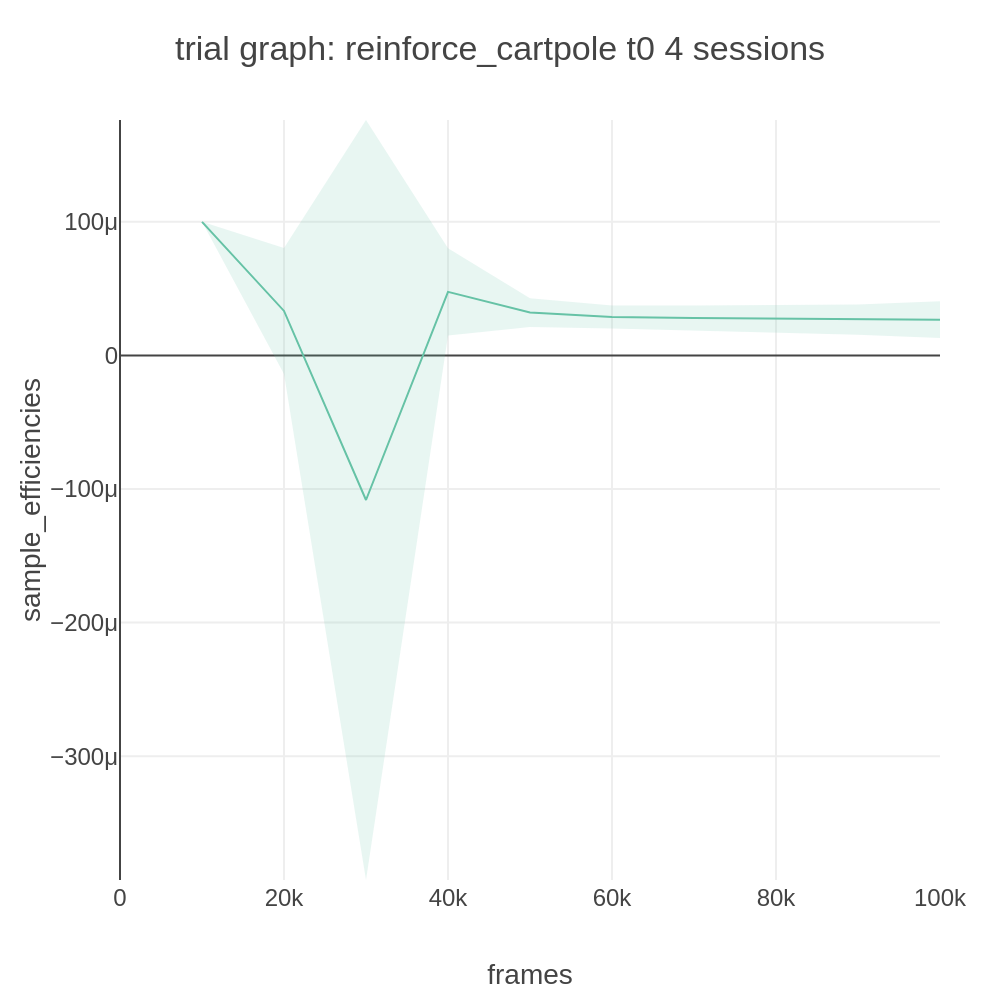 trial graph: reinforce_cartpole t0 4 sessions
sample_efficiencies
100μ
0
−100μ
−200μ
−300μ
0 20k 40k 60k 80k 100k
frames